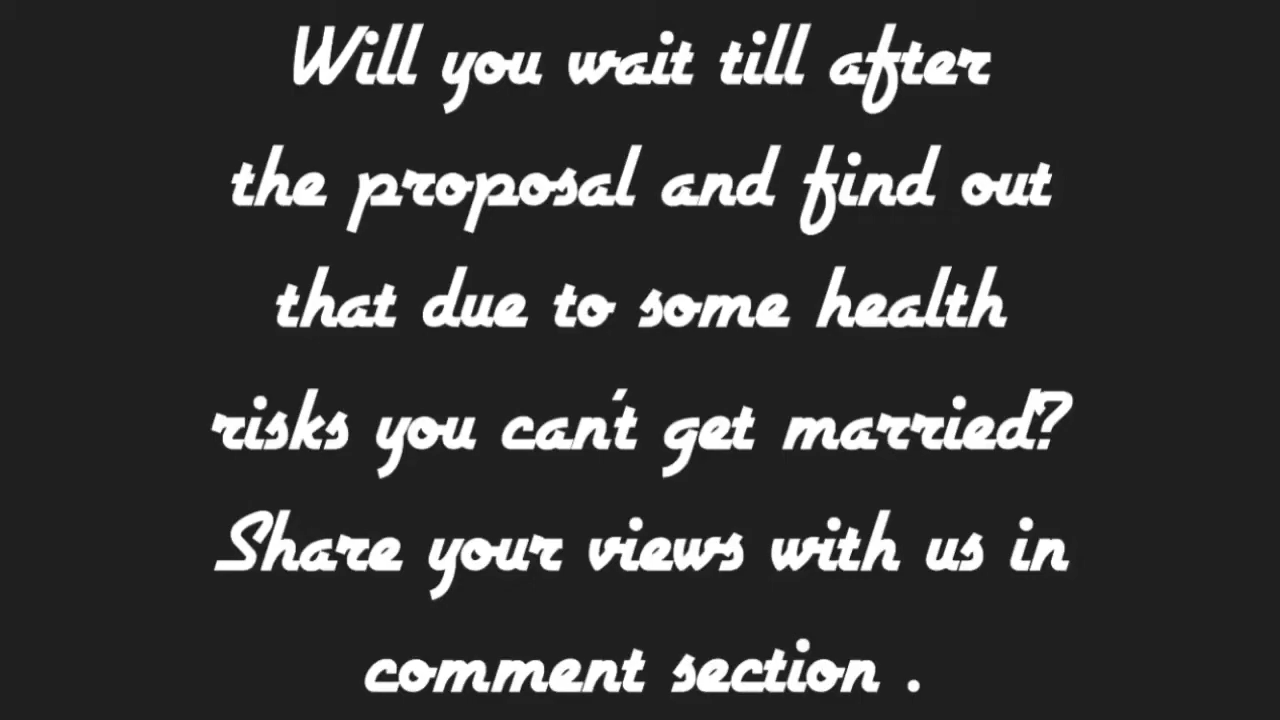 Will you wait till after
the proposal and find out
that due to some health
risks you can't get married?
Share your views with us in
comment section .